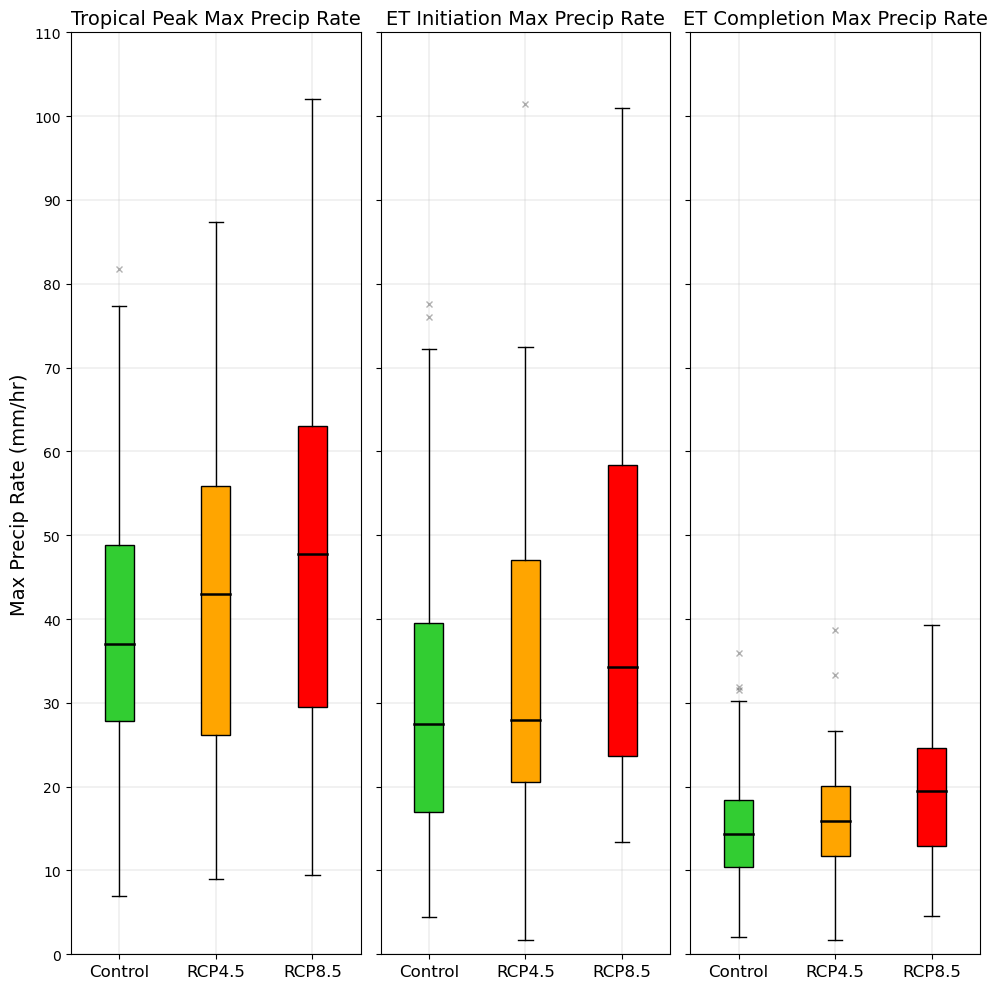 Tropical Peak Max Precip Rate
ET Initiation Max Precip Rate
ET Completion Max Precip Rate
Max Precip Rate (mm/hr)
110
100
90
80
70
60
50
40
30
20
10
0
Control RCP4.5 RCP8.5
Control RCP4.5 RCP8.5
Control RCP4.5 RCP8.5